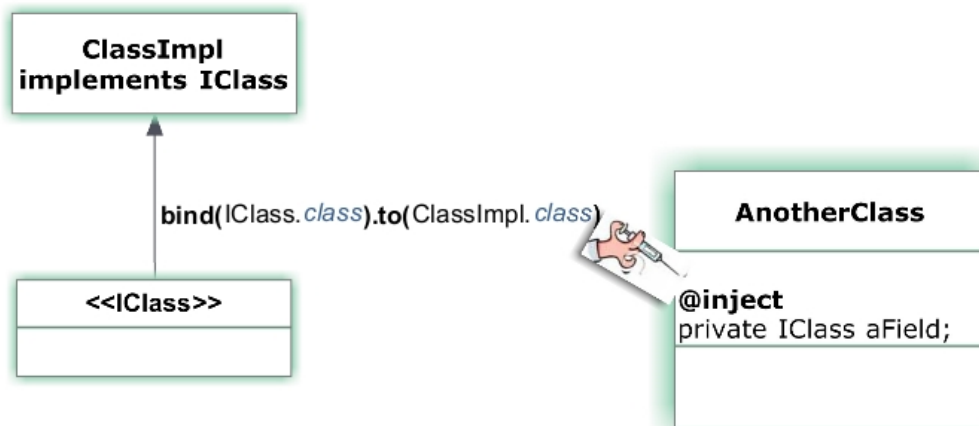 ClassImpl
implements IClass
bind(IClass.class).to(ClassImpl.class)
<<IClass>>
AnotherClass
@inject
private IClass aField;